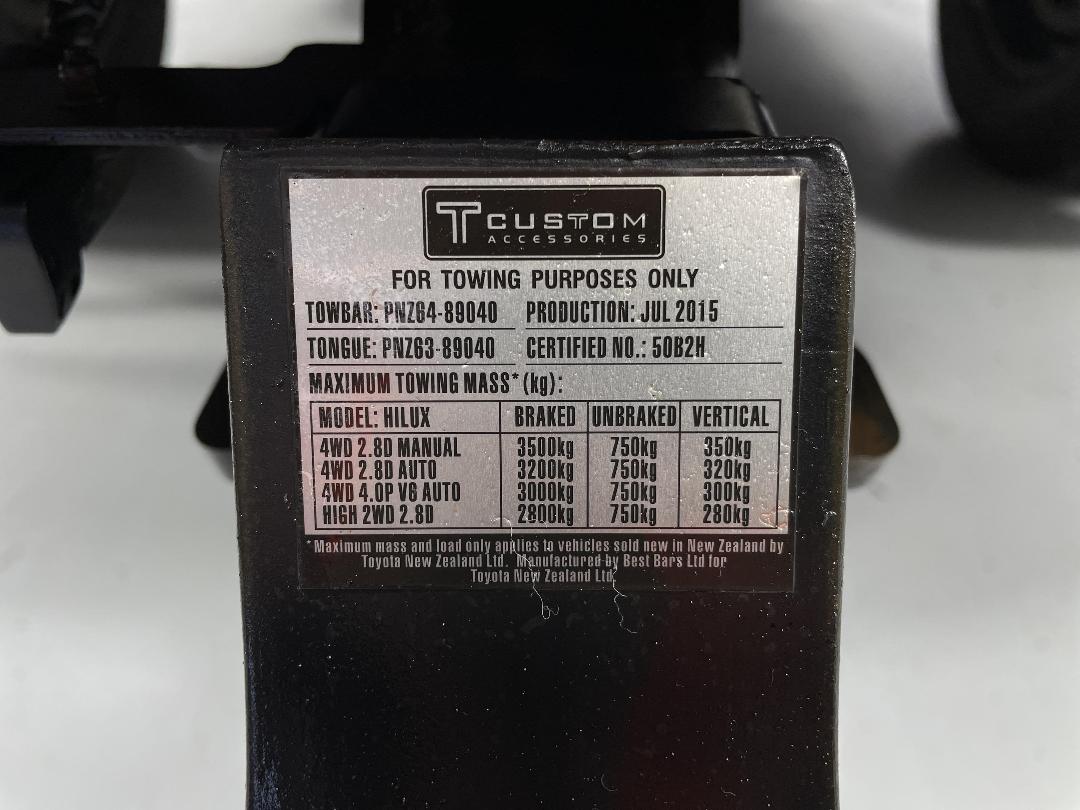 T CUSTOM
ACCESSORIES
FOR TOWING PURPOSES ONLY
TOWBAR: PNZ64-89040 PRODUCTION: JUL 2015
TONGUE: PNZ63-89040 CERTIFIED NO.: 50B2H
MAXIMUM TOWING MASS* (kg):
MODEL: HILUX BRAKED UNBRAKED VERTICAL
4WD 2.8D MANUAL 3500kg 750kg 350kg
4WD 2.8D AUTO 3200kg 750kg 320kg
4WD 4.0P V6 AUTO 3000kg 750kg 300kg
HIGH 2WD 2.8D 2800kg 750kg 280kg
*Maximum mass and load only applies to vehicles sold new in New Zealand by
Toyota New Zealand Ltd. Manufactured by Best Bars Ltd for
Toyota New Zealand Ltd.